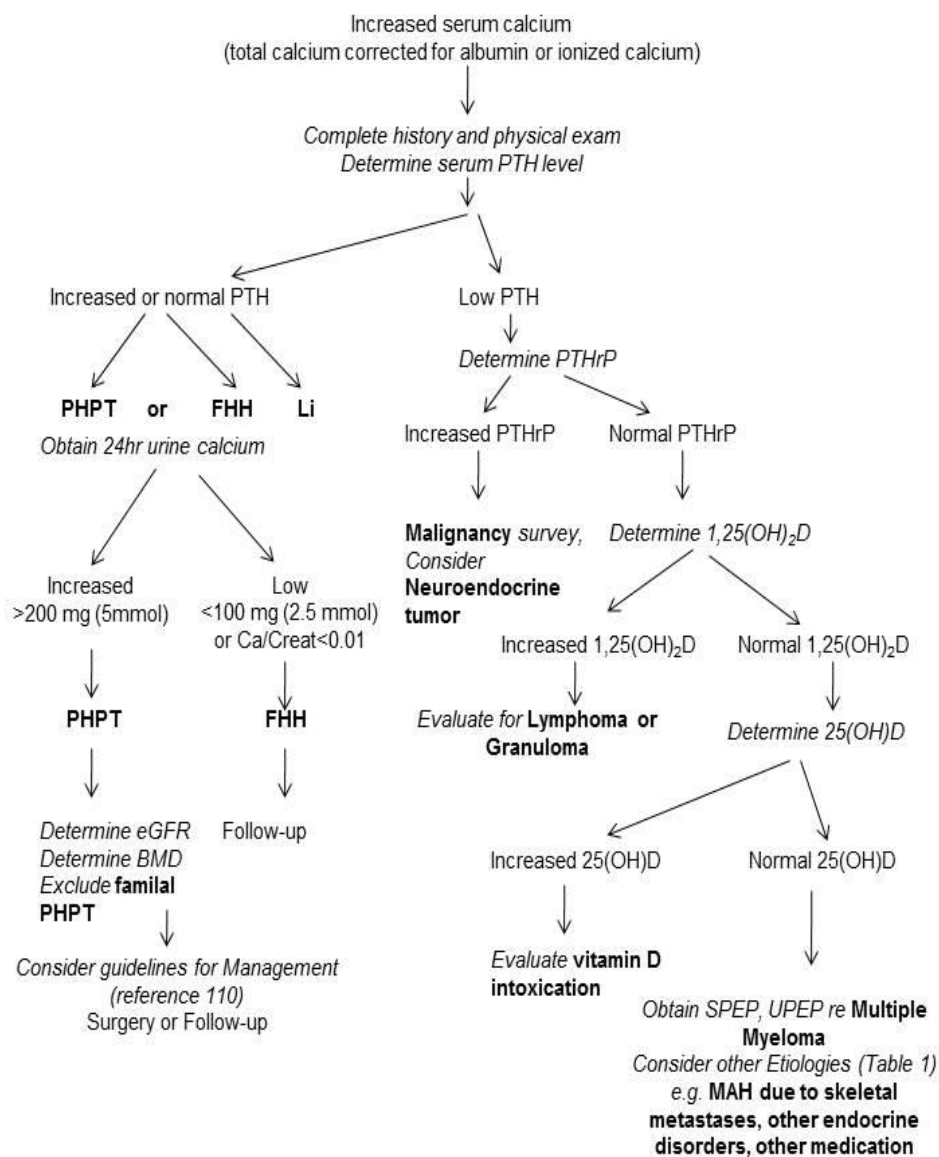 Increased serum calcium
(total calcium corrected for albumin or ionized calcium)
Complete history and physical exam
Determine serum PTH level
Increased or normal PTH
Low PTH
Determine PTHrP
PHPT or FHH Li
Obtain 24hr urine calcium
Increased PTHrP
Normal PTHrP
Malignancy survey,
Consider
Neuroendocrine
tumor
Determine 1,25(OH)₂D
Increased
>200 mg (5mmol)
Low
<100 mg (2.5 mmol)
or Ca/Creat<0.01
Increased 1,25(OH)₂D
Normal 1,25(OH)₂D
PHPT
FHH
Evaluate for Lymphoma or
Granuloma
Determine 25(OH)D
Determine eGFR
Determine BMD
Exclude familal
PHPT
Follow-up
Increased 25(OH)D
Normal 25(OH)D
Consider guidelines for Management
(reference 110)
Surgery or Follow-up
Evaluate vitamin D
intoxication
Obtain SPEP, UPEP re Multiple
Myeloma
Consider other Etiologies (Table 1)
e.g. MAH due to skeletal
metastases, other endocrine
disorders, other medication